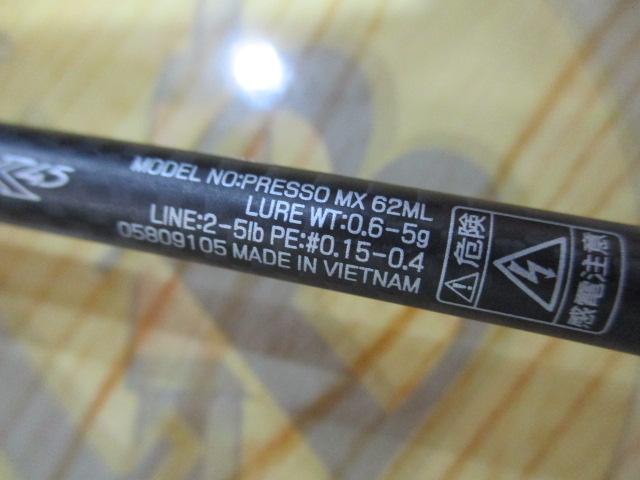 X45
MODEL NO:PRESSO MX 62ML
LURE WT:0.6-5g
LINE:2-5lb PE:#0.15-0.4
05809105 MADE IN VIETNAM
危険
感電注意